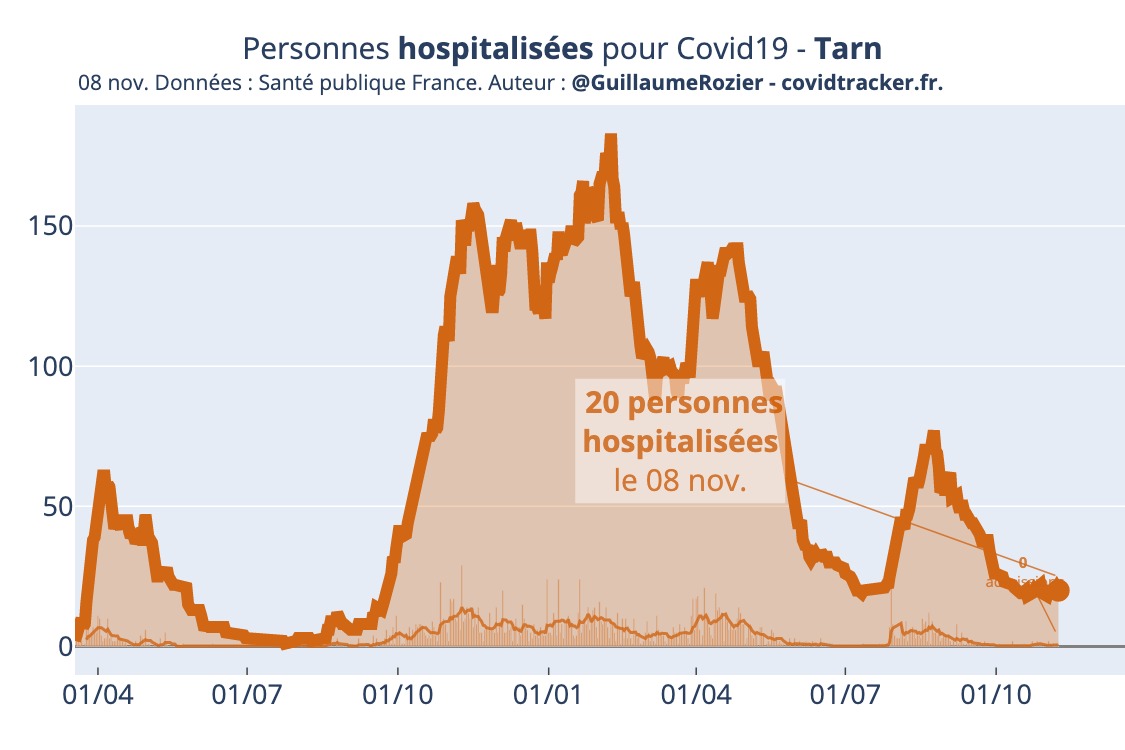 Personnes hospitalisées pour Covid19 - Tarn
08 nov. Données : Santé publique France. Auteur : @GuillaumeRozier - covidtracker.fr.
150
100
50
0
20 personnes
hospitalisées
le 08 nov.
0
01/04 01/07 01/10 01/01 01/04 01/07 01/10